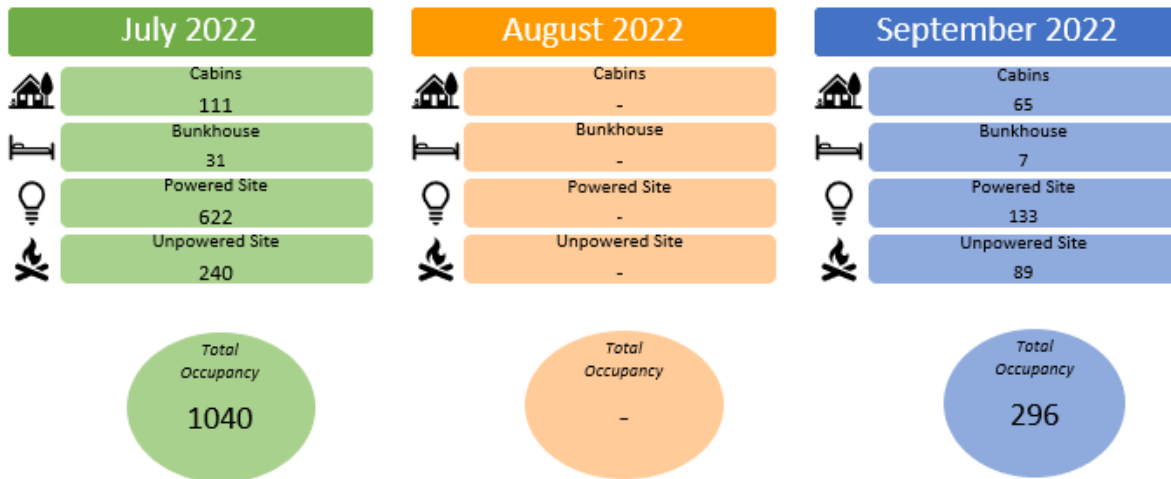 July 2022
Cabins
111
Bunkhouse
31
Powered Site
622
Unpowered Site
240
Total
Occupancy
1040
August 2022
Cabins
-
Bunkhouse
-
Powered Site
-
Unpowered Site
-
Total
Occupancy
-
September 2022
Cabins
65
Bunkhouse
7
Powered Site
133
Unpowered Site
89
Total
Occupancy
296